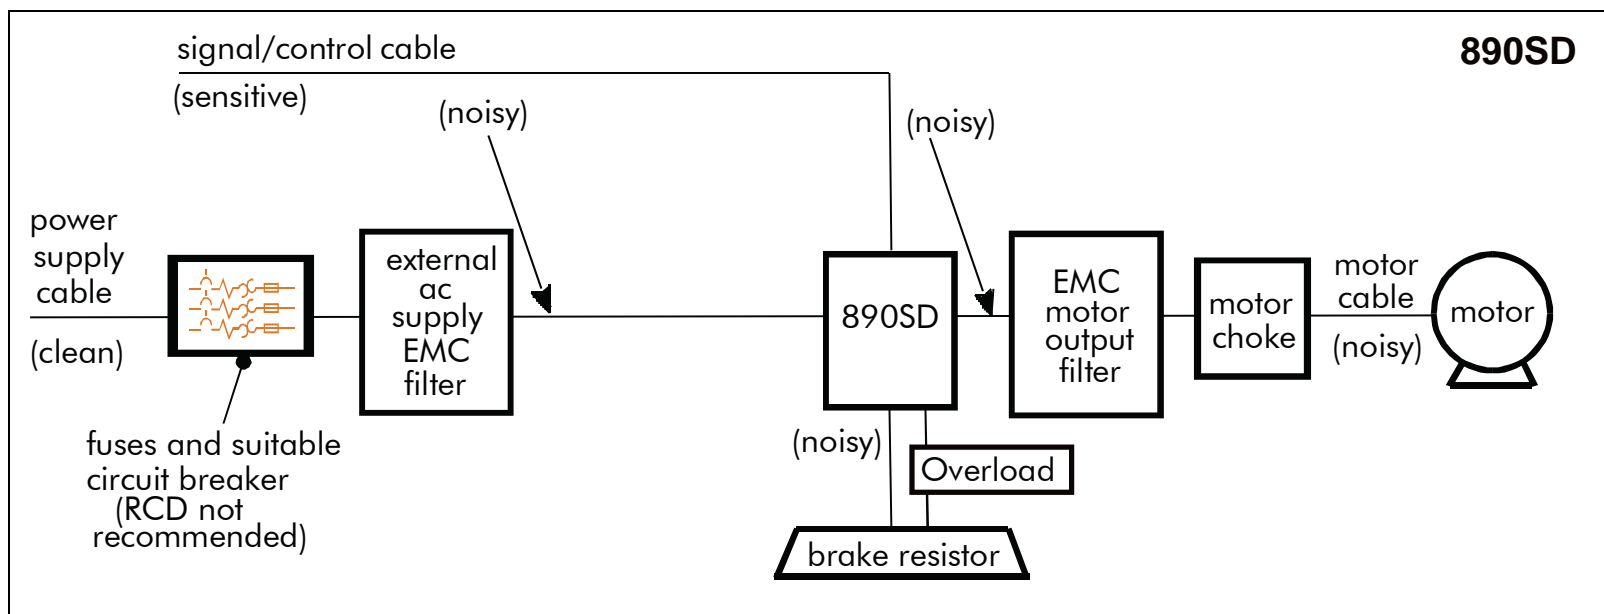 signal/control cable
890SD
(sensitive)
(noisy)
(noisy)
power
supply
cable
(clean)
external
ac
supply
EMC
filter
890SD
EMC
motor
output
filter
motor
choke
motor
cable
(noisy)
motor
fuses and suitable
circuit breaker
(RCD not
recommended)
(noisy)
Overload
brake resistor